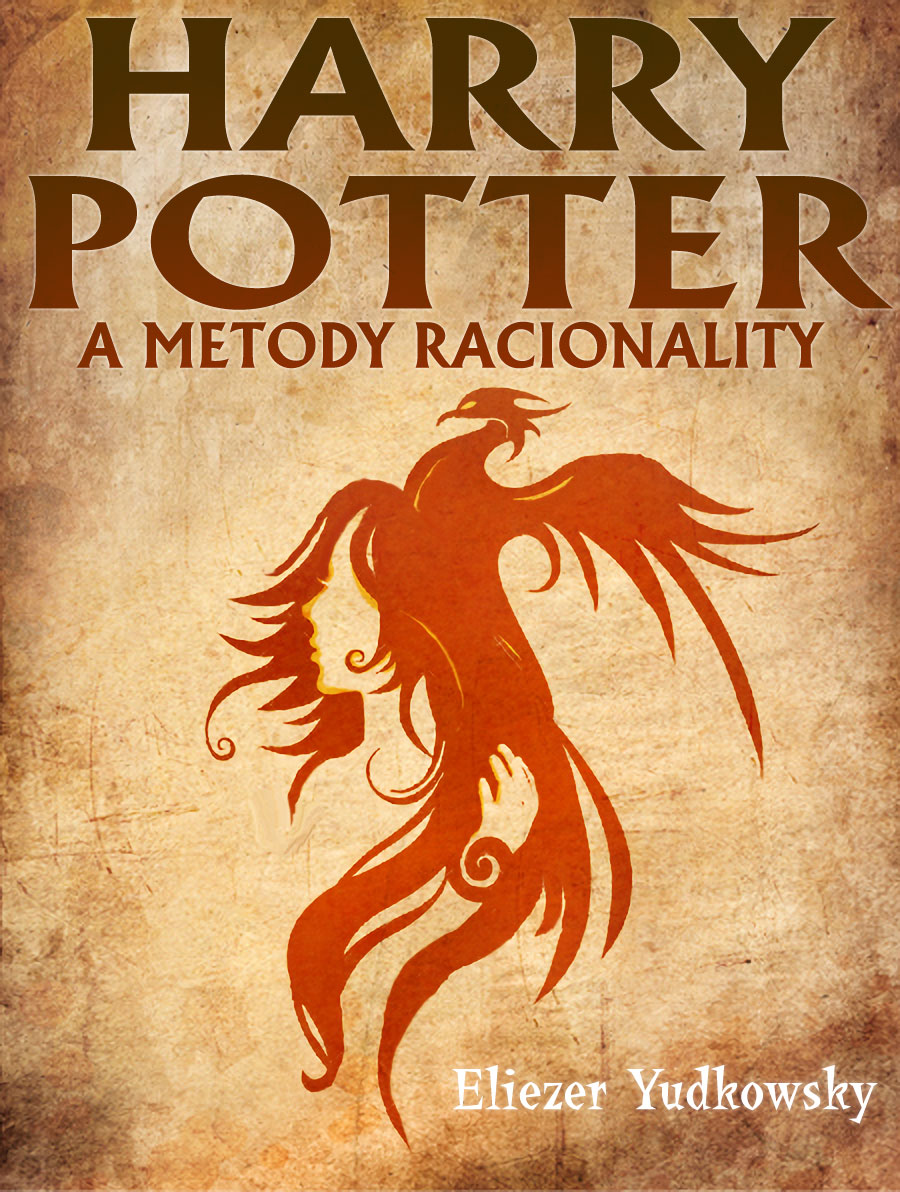 HARRY
POTTER
A METODY RACIONALITY
Eliezer Yudkowsky